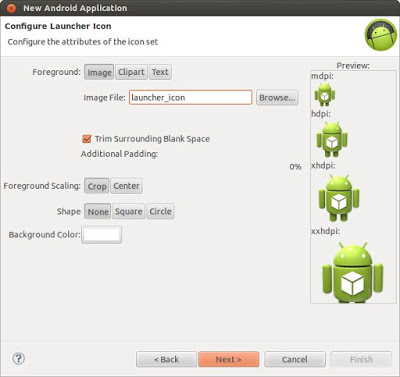 New Android Application
Configure Launcher Icon
Configure the attributes of the icon set
Foreground: Image Clipart Text
Image File: launcher_icon Browse...
Trim Surrounding Blank Space
Additional Padding:
0%
Foreground Scaling: Crop Center
Shape None Square Circle
Background Color:
Preview:
mdpi:
hdpi:
xhdpi:
xxhdpi:
? < Back Next > Cancel Finish